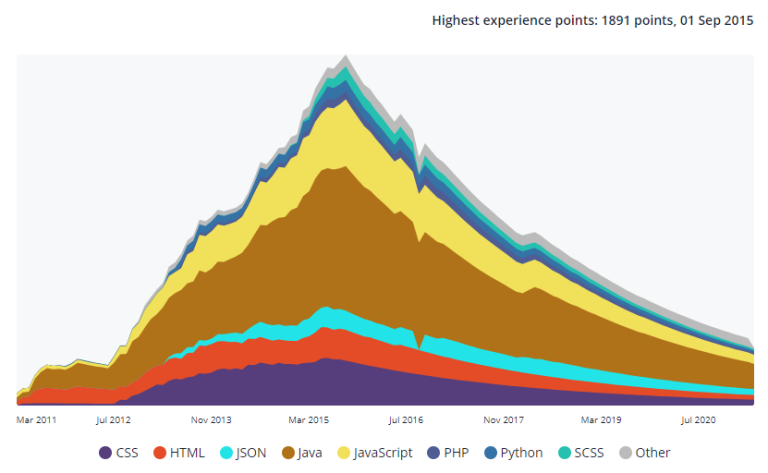 Highest experience points: 1891 points, 01 Sep 2015
Mar 2011 Jul 2012 Nov 2013 Mar 2015 Jul 2016 Nov 2017 Mar 2019 Jul 2020
CSS HTML JSON Java JavaScript PHP Python SCSS Other